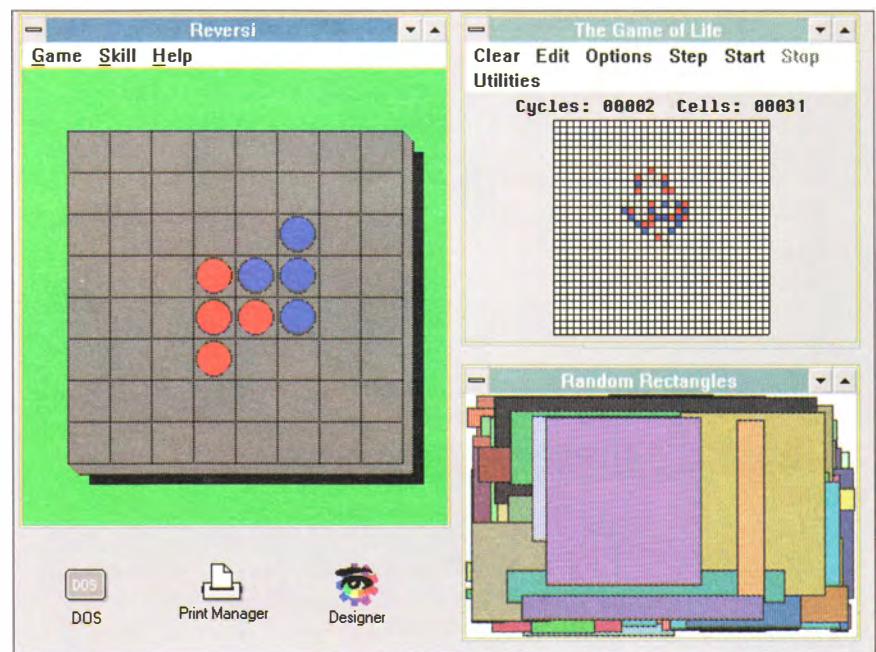 Reversi
Game Skill Help
The Game of Life
Clear Edit Options Step Start Stop
Utilities
Cycles: 00002 Cells: 00031
Random Rectangles
DOS
DOS
Print Manager
Designer